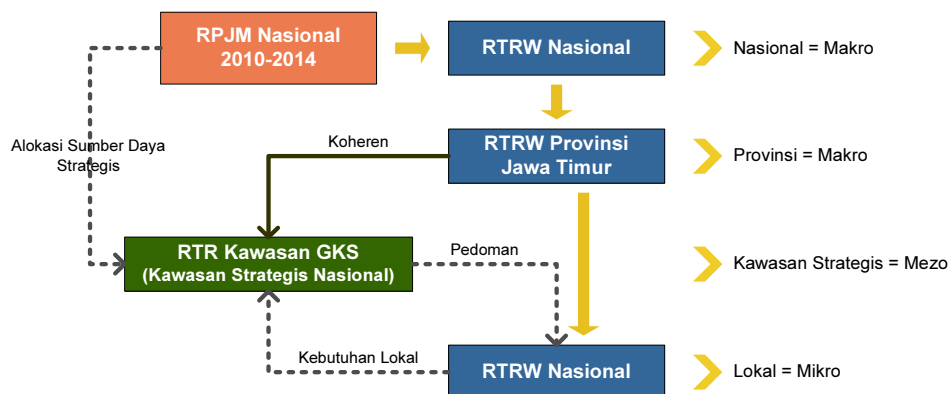 RPJM Nasional
2010-2014
RTRW Nasional
Nasional = Makro
Alokasi Sumber Daya
Strategis
Koheren
RTRW Provinsi
Jawa Timur
Provinsi = Makro
RTR Kawasan GKS
(Kawasan Strategis Nasional)
Pedoman
Kawasan Strategis = Mezo
Kebutuhan Lokal
RTRW Nasional
Lokal = Mikro